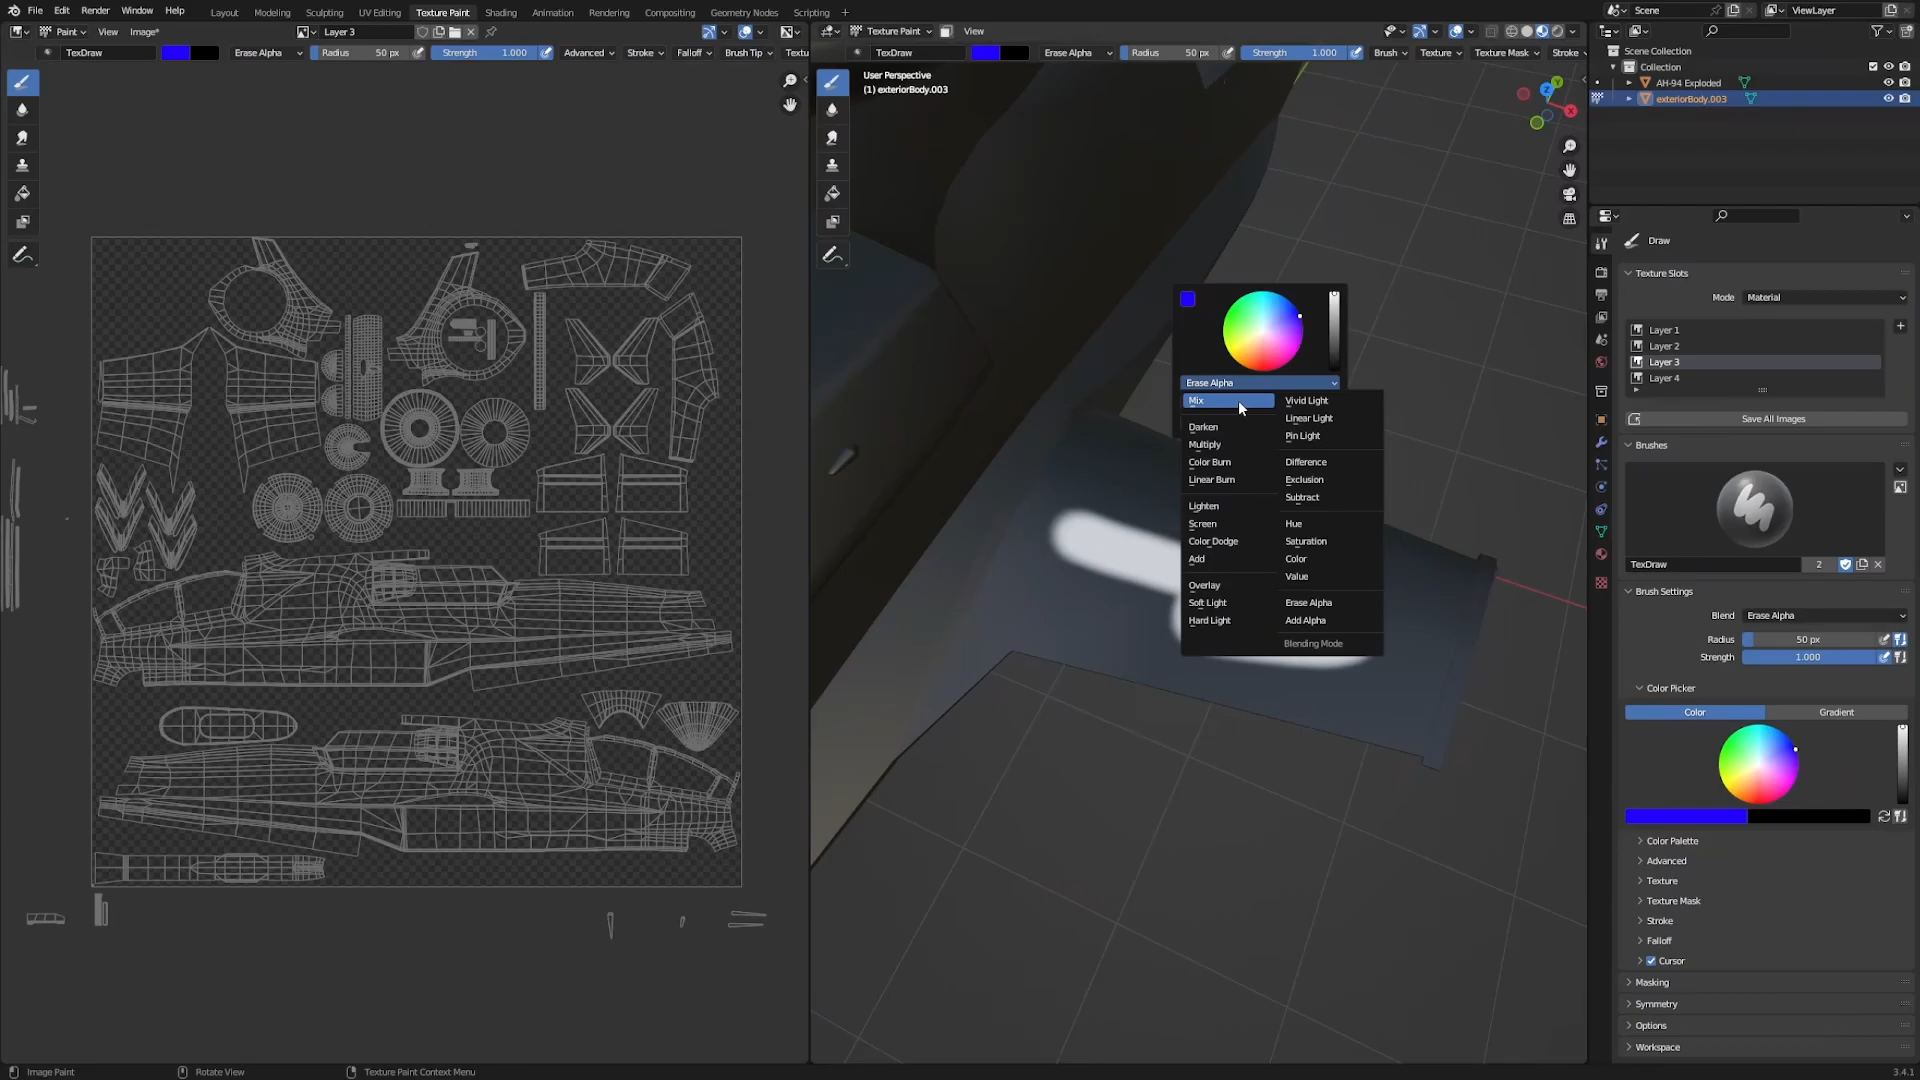 File Edit Render Window Help Layout Modeling Sculpting UV Editing Texture Paint Shading Animation Rendering Compositing Geometry Nodes Scripting + Scene ViewLayer
Paint View Image* Layer 3 Texture Paint View
TexDraw Erase Alpha Radius 50 px Strength 1.000 Advanced Stroke Falloff Brush Tip Textu
TexDraw Erase Alpha Radius 50 px Strength 1.000 Brush Texture Texture Mask Stroke
User Perspective
(1) exteriorBody.003
Z
Y
X
Scene Collection
Collection
AH-94 Exploded
exteriorBody.003
Erase Alpha
Mix
Darken
Multiply
Color Burn
Linear Burn
Lighten
Screen
Color Dodge
Add
Overlay
Soft Light
Hard Light
Vivid Light
Linear Light
Pin Light
Difference
Exclusion
Subtract
Hue
Saturation
Color
Value
Erase Alpha
Add Alpha
Blending Mode
Draw
Texture Slots
Mode Material
Layer 1
Layer 2
Layer 3
Layer 4
Save All Images
Brushes
TexDraw 2
Brush Settings
Blend Erase Alpha
Radius 50 px
Strength 1.000
Color Picker
Color Gradient
Color Palette
Advanced
Texture
Texture Mask
Stroke
Falloff
Cursor
Masking
Symmetry
Options
Workspace
Image Paint Rotate View Texture Paint Context Menu 3.4.1